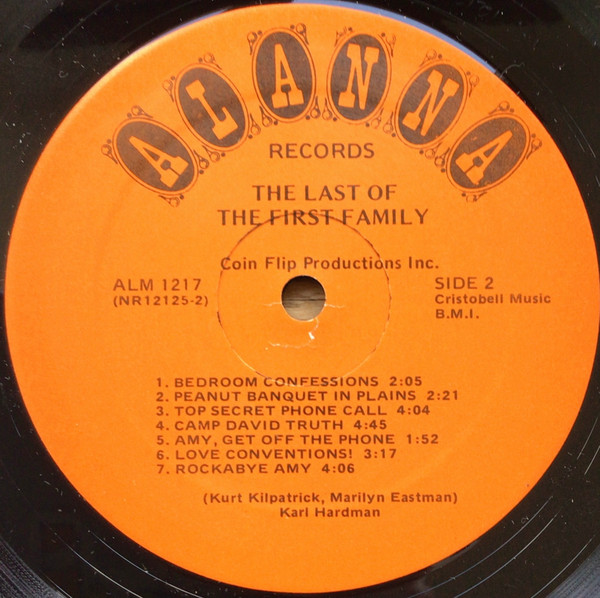 ALANNA
RECORDS
THE LAST OF
THE FIRST FAMILY
Coin Flip Productions Inc.
ALM 1217
(NR12125-2)
SIDE 2
Cristobell Music
B.M.I.
1. BEDROOM CONFESSIONS 2:05
2. PEANUT BANQUET IN PLAINS 2:21
3. TOP SECRET PHONE CALL 4:04
4. CAMP DAVID TRUTH 4:45
5. AMY, GET OFF THE PHONE 1:52
6. LOVE CONVENTIONS! 3:17
7. ROCKABYE AMY 4:06
(Kurt Kilpatrick, Marilyn Eastman)
Karl Hardman